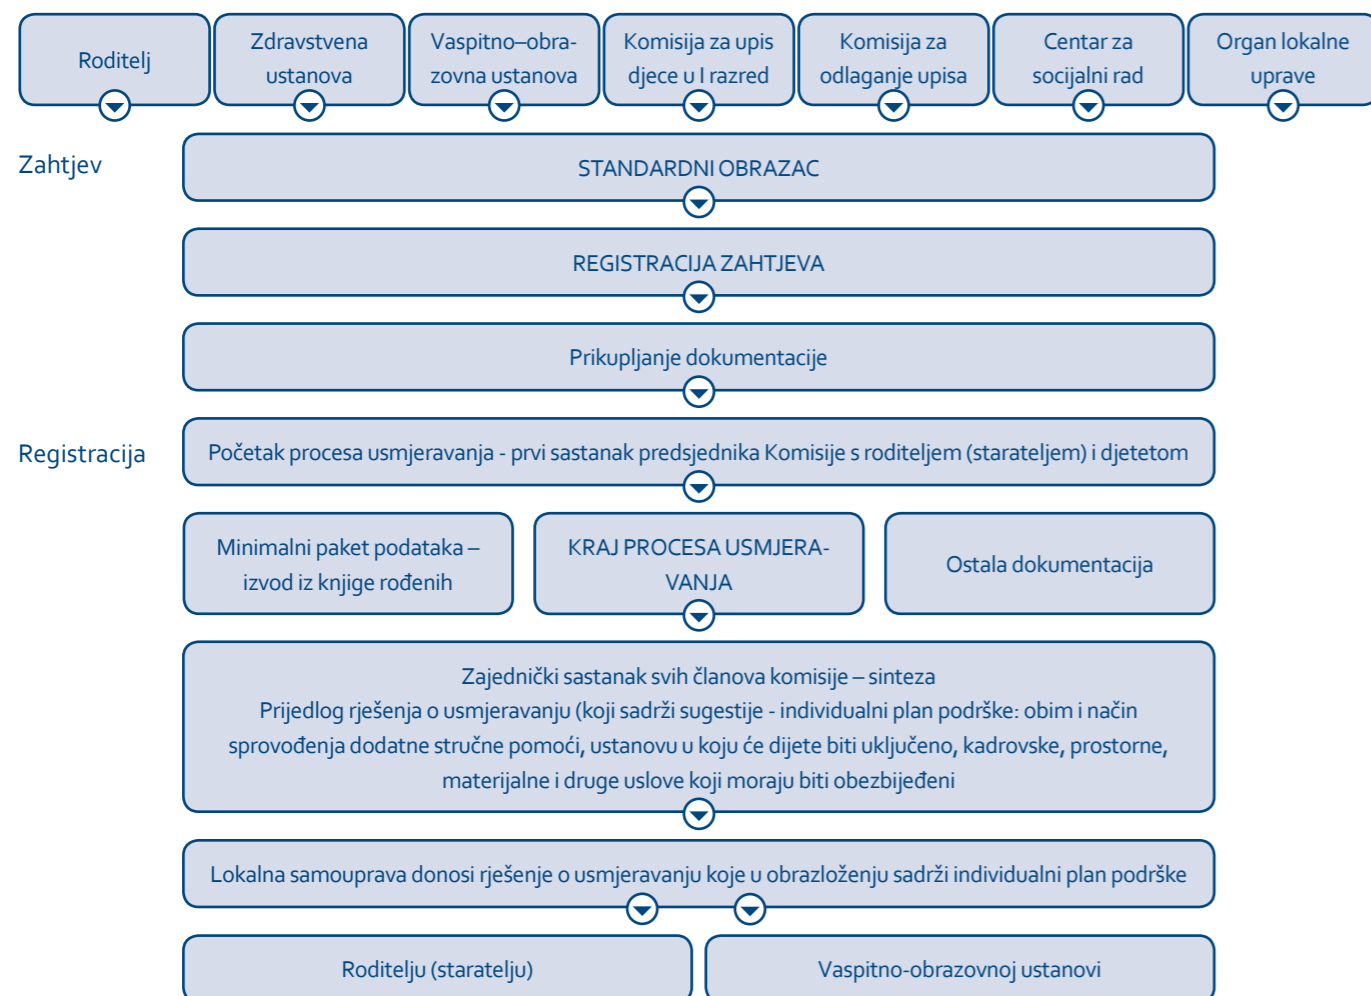 Roditelj
Zdravstvena
ustanova
Vaspitno–obra-
zovna ustanova
Komisija za upis
djece u I razred
Komisija za
odlaganje upisa
Centar za
socijalni rad
Organ lokalne
uprave
Zahtjev
STANDARDNI OBRAZAC
REGISTRACIJA ZAHTJEVA
Prikupljanje dokumentacije
Registracija
Početak procesa usmjeravanja - prvi sastanak predsjednika Komisije s roditeljem (starateljem) i djetetom
Minimalni paket podataka –
izvod iz knjige rođenih
KRAJ PROCESA USMJERA-
VANJA
Ostala dokumentacija
Zajednički sastanak svih članova komisije – sinteza
Prijedlog rješenja o usmjeravanju (koji sadrži sugestije - individualni plan podrške: obim i način
sprovođenja dodatne stručne pomoći, ustanovu u koju će dijete biti uključeno, kadrovske, prostorne,
materijalne i druge uslove koji moraju biti obezbijeđeni
Lokalna samouprava donosi rješenje o usmjeravanju koje u obrazloženju sadrži individualni plan podrške
Roditelju (staratelju)
Vaspitno-obrazovnoj ustanovi